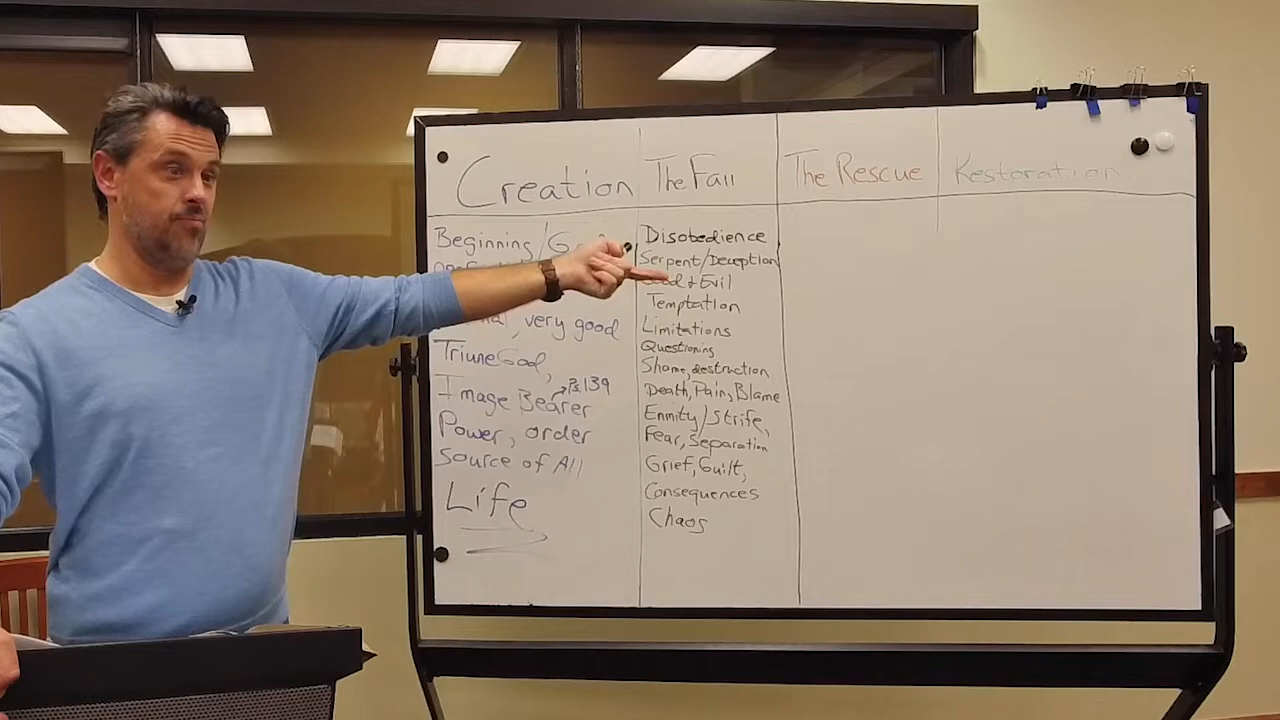 Creation
The Fall
The Rescue
Restoration
Beginning/
, very good
Triune God,
Image Bearer
Ps. 139
Power, order
Source of All
Life
Disobedience
Serpent/Deception
& Evil
Temptation
Limitations
Questioning
Shame, destruction
Death, Pain, Blame
Enmity/Strife,
Fear, Separation
Grief, Guilt,
Consequences
Chaos